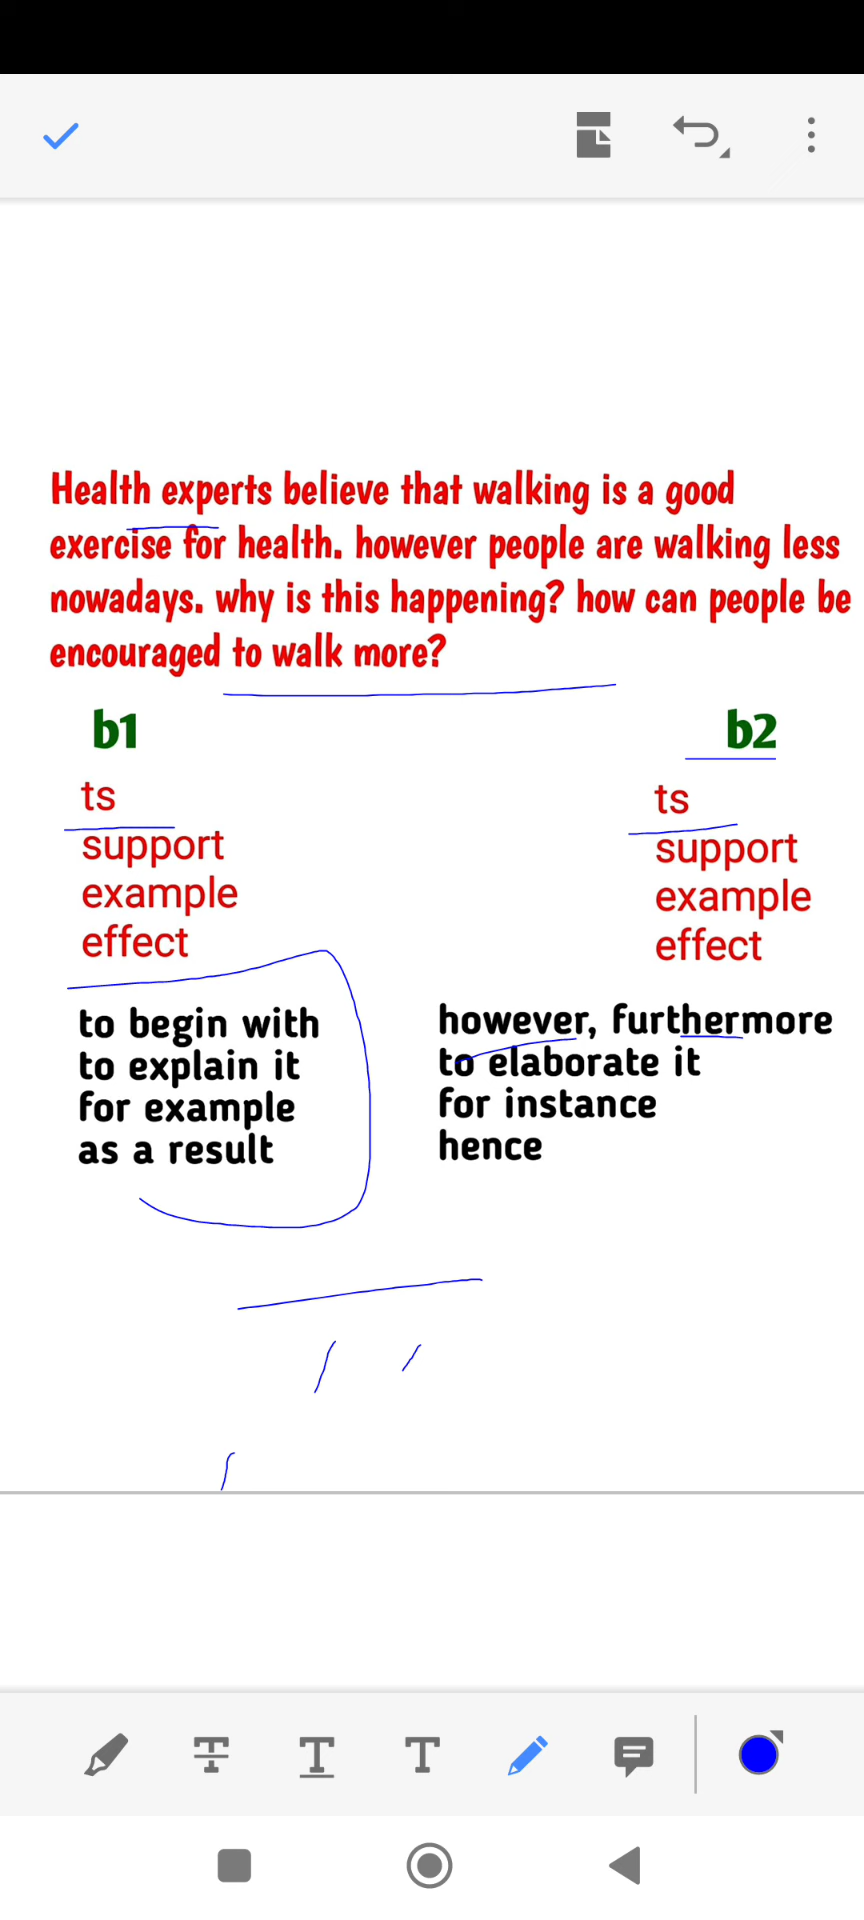 Health experts believe that walking is a good
exercise for health. however people are walking less
nowadays. why is this happening? how can people be
encouraged to walk more?
b1
ts
support
example
effect
to begin with
to explain it
for example
as a result
b2
ts
support
example
effect
however, furthermore
to elaborate it
for instance
hence